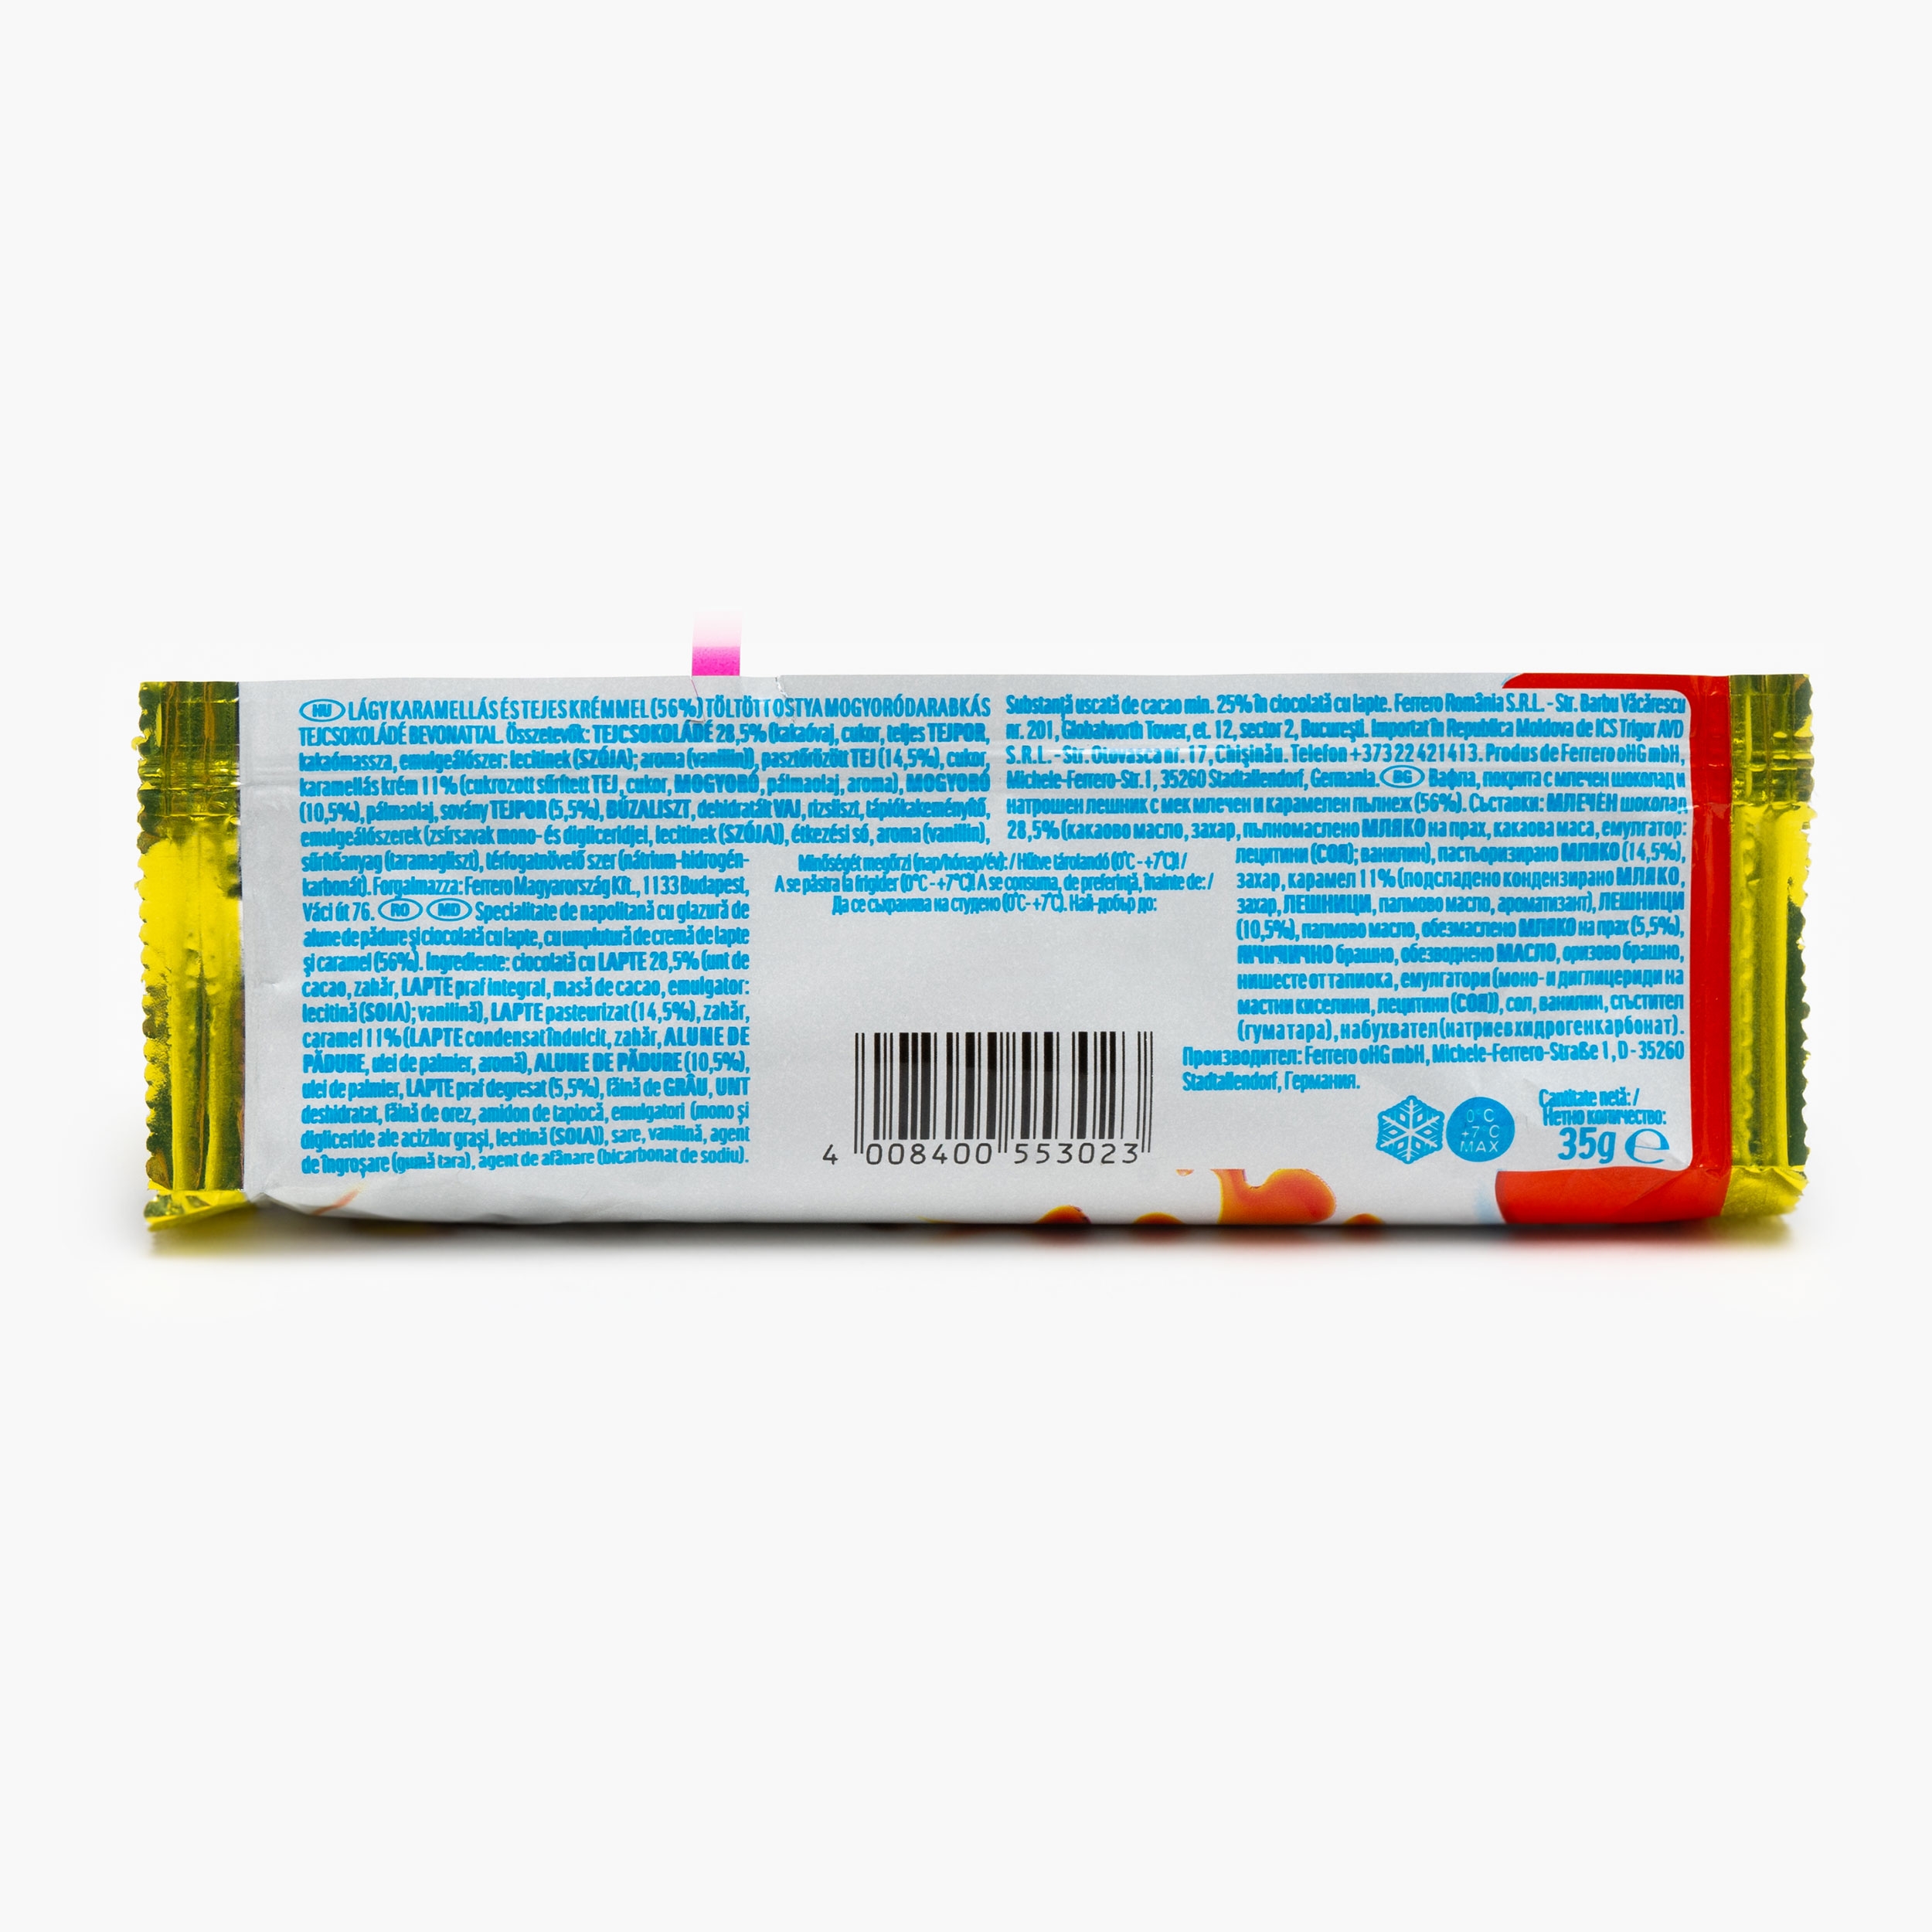 HU LÁGY KARAMELLÁS ÉS TEJES KRÉMMEL (56%) TÖLTÖTT OSTYA MOGYORÓDARABKÁS
TEJCSOKOLÁDÉ BEVONATTAL. Összetevők: TEJCSOKOLÁDÉ 28,5% (kakaóvaj, cukor, teljes TEJPOR,
kakaómassza, emulgeálószer: lecitinek (SZÓJA); aroma (vanillin)), pasztőrözött TEJ (14,5%), cukor,
karamellás krém 11% (cukrozott sűrített TEJ, cukor, MOGYORÓ, pálmaolaj, aroma), MOGYORÓ
(10,5%), pálmaolaj, sovány TEJPOR (5,5%), BÚZALISZT, dehidratált VAJ, rizsliszt, tápiókakeményítő,
emulgeálószerek (zsírsavak mono- és digliceridjei, lecitinek (SZÓJA)), étkezési só, aroma (vanillin),
sűrítőanyag (taramagliszt), térfogatnövelő szer (nátrium-hidrogén-
karbonát). Forgalmazza: Ferrero Magyarország Kft., 1133 Budapest,
Váci út 76. RO MD Specialitate de napolitană cu glazură de
alune de pădure și ciocolată cu lapte, cu umplutură de cremă de lapte
și caramel (56%). Ingrediente: ciocolată cu LAPTE 28,5% (unt de
cacao, zahăr, LAPTE praf integral, masă de cacao, emulgator:
lecitină (SOIA); vanilină), LAPTE pasteurizat (14,5%), zahăr,
caramel 11% (LAPTE condensat îndulcit, zahăr, ALUNE DE
PĂDURE, ulei de palmier, aromă), ALUNE DE PĂDURE (10,5%),
ulei de palmier, LAPTE praf degresat (5,5%), făină de GRÂU, UNT
deshidratat, făină de orez, amidon de tapiocă, emulgatori (mono și
digliceride ale acizilor grași, lecitină (SOIA)), sare, vanilină, agent
de îngroșare (gumă tara), agent de afânare (bicarbonat de sodiu).
Substanță uscată de cacao min. 25% în ciocolată cu lapte. Ferrero România S.R.L. - Str. Barbu Văcărescu
nr. 201, Globalworth Tower, et. 12, sector 2, București. Importat în Republica Moldova de ICS Trigor AVD
S.R.L. - Str. Otovasca nr. 17, Chișinău. Telefon +373 22 421 413. Produs de Ferrero oHG mbH,
Michele-Ferrero-Str. 1, 35260 Stadtallendorf, Germania. BG Вафла, покрита с млечен шоколад и
натрошен лешник с мек млечен и карамелен пълнеж (56%). Съставки: МЛЕЧЕН шоколад
28,5% (какаово масло, захар, пълномаслено МЛЯКО на прах, какаова маса, емулгатор:
лецитини (СОЯ); ванилин), пастьоризирано МЛЯКО (14,5%),
захар, карамел 11% (подсладено кондензирано МЛЯКО,
захар, ЛЕШНИЦИ, палмово масло, ароматизант), ЛЕШНИЦИ
(10,5%), палмово масло, обезмаслено МЛЯКО на прах (5,5%),
ПШЕНИЧНО брашно, обезводнено МАСЛО, оризово брашно,
нишесте от тапиока, емулгатори (моно- и диглицериди на
мастни киселини, лецитини (СОЯ)), сол, ванилин, сгъстител
(гума тара), набухвател (натриев хидрогенкарбонат).
Производител: Ferrero oHG mbH, Michele-Ferrero-Straße 1, D - 35260
Stadtallendorf, Германия.
Minőségét megőrzi (nap/hónap/év): / Hűtve tárolandó (0°C - +7°C)! /
A se păstra la frigider (0°C - +7°C)! A se consuma, de preferință, înainte de: /
Да се съхранява на студено (0°C - +7°C). Най-добър до:
4 008400 553023
0°C
+7°C
MAX
Cantitate netă: /
Нетно количество:
35g e